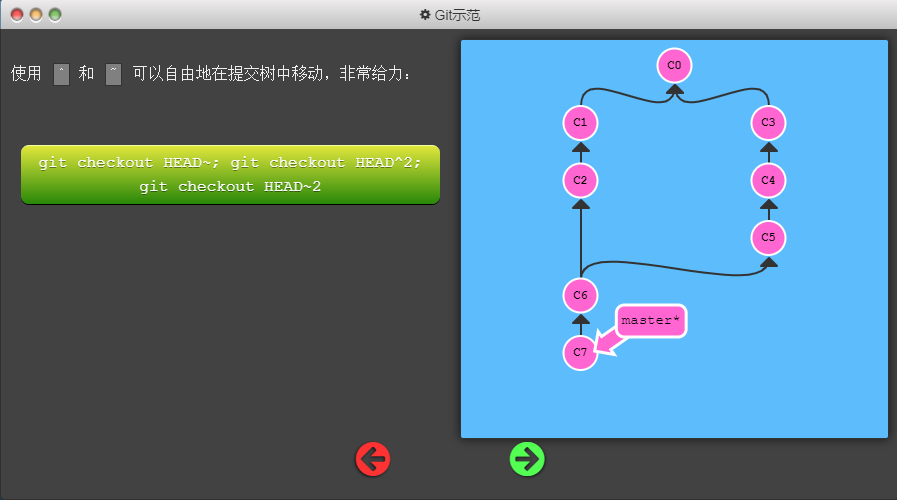 Git示范
使用 ^ 和 ~ 可以自由地在提交树中移动，非常给力：
git checkout HEAD~; git checkout HEAD^2;
git checkout HEAD~2
C0
C1
C3
C2
C4
C5
C6
master*
C7